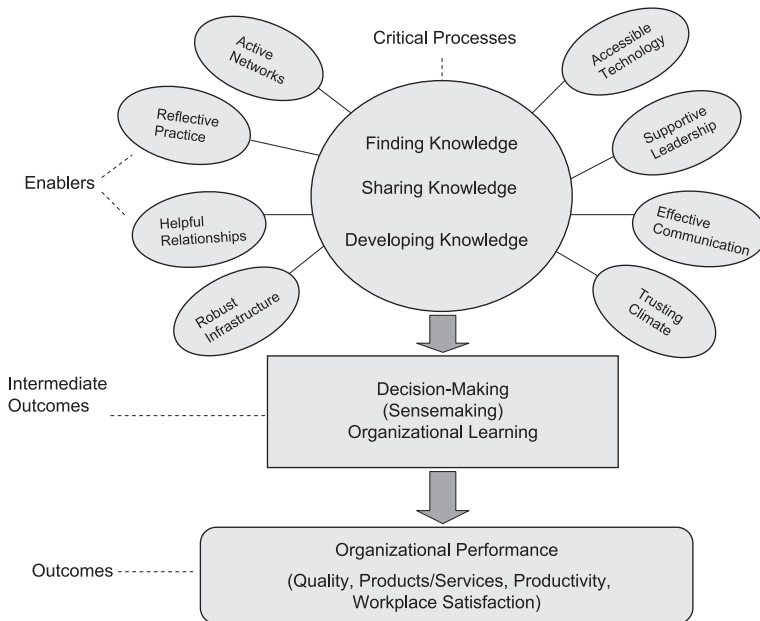 Active
Networks
Critical Processes
Accessible
Technology
Reflective
Practice
Finding Knowledge
Supportive
Leadership
Enablers
Sharing Knowledge
Helpful
Relationships
Developing Knowledge
Effective
Communication
Robust
Infrastructure
Trusting
Climate
Intermediate
Outcomes
Decision-Making
(Sensemaking)
Organizational Learning
Outcomes
Organizational Performance
(Quality, Products/Services, Productivity,
Workplace Satisfaction)